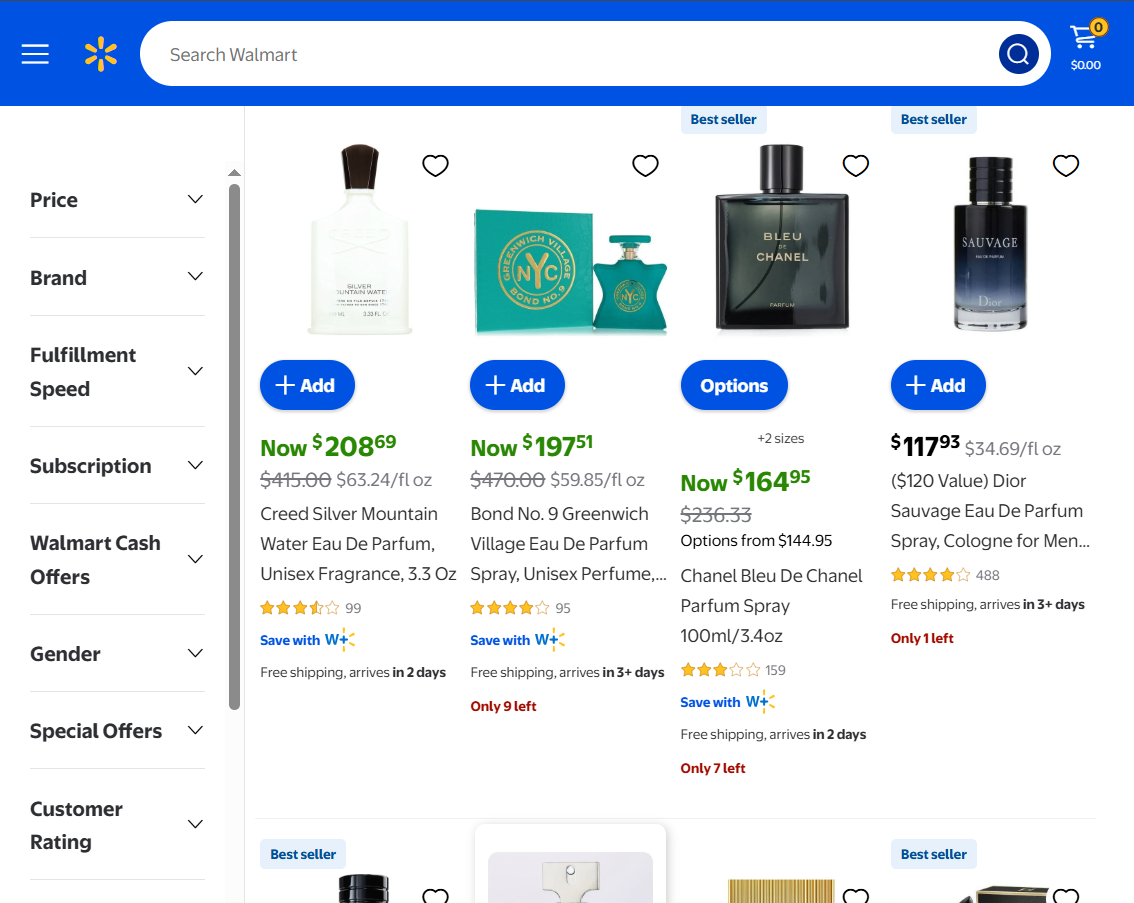 Search Walmart
0
$0.00
Price
Brand
Fulfillment
Speed
Subscription
Walmart Cash
Offers
Gender
Special Offers
Customer
Rating
SILVER
MOUNTAIN WATER
3.33 FL. O
Add
Now $208.69
$415.00 $63.24/fl oz
Creed Silver Mountain
Water Eau De Parfum,
Unisex Fragrance, 3.3 Oz
99
Save with W+
Free shipping, arrives in 2 days
GREENWICH VILLAGE
NYC
BOND NO. 9
NYC
Add
Now $197.51
$470.00 $59.85/fl oz
Bond No. 9 Greenwich
Village Eau De Parfum
Spray, Unisex Perfume,...
95
Save with W+
Free shipping, arrives in 3+ days
Only 9 left
Best seller
BLEU
DE
CHANEL
PARFUM
Options
+2 sizes
Now $164.95
$236.33
Options from $144.95
Chanel Bleu De Chanel
Parfum Spray
100ml/3.4oz
159
Save with W+
Free shipping, arrives in 2 days
Only 7 left
Best seller
SAUVAGE
EAU DE PARFUM
Dior
Add
$117.93 $34.69/fl oz
($120 Value) Dior
Sauvage Eau De Parfum
Spray, Cologne for Men...
488
Free shipping, arrives in 3+ days
Only 1 left
Best seller
Best seller